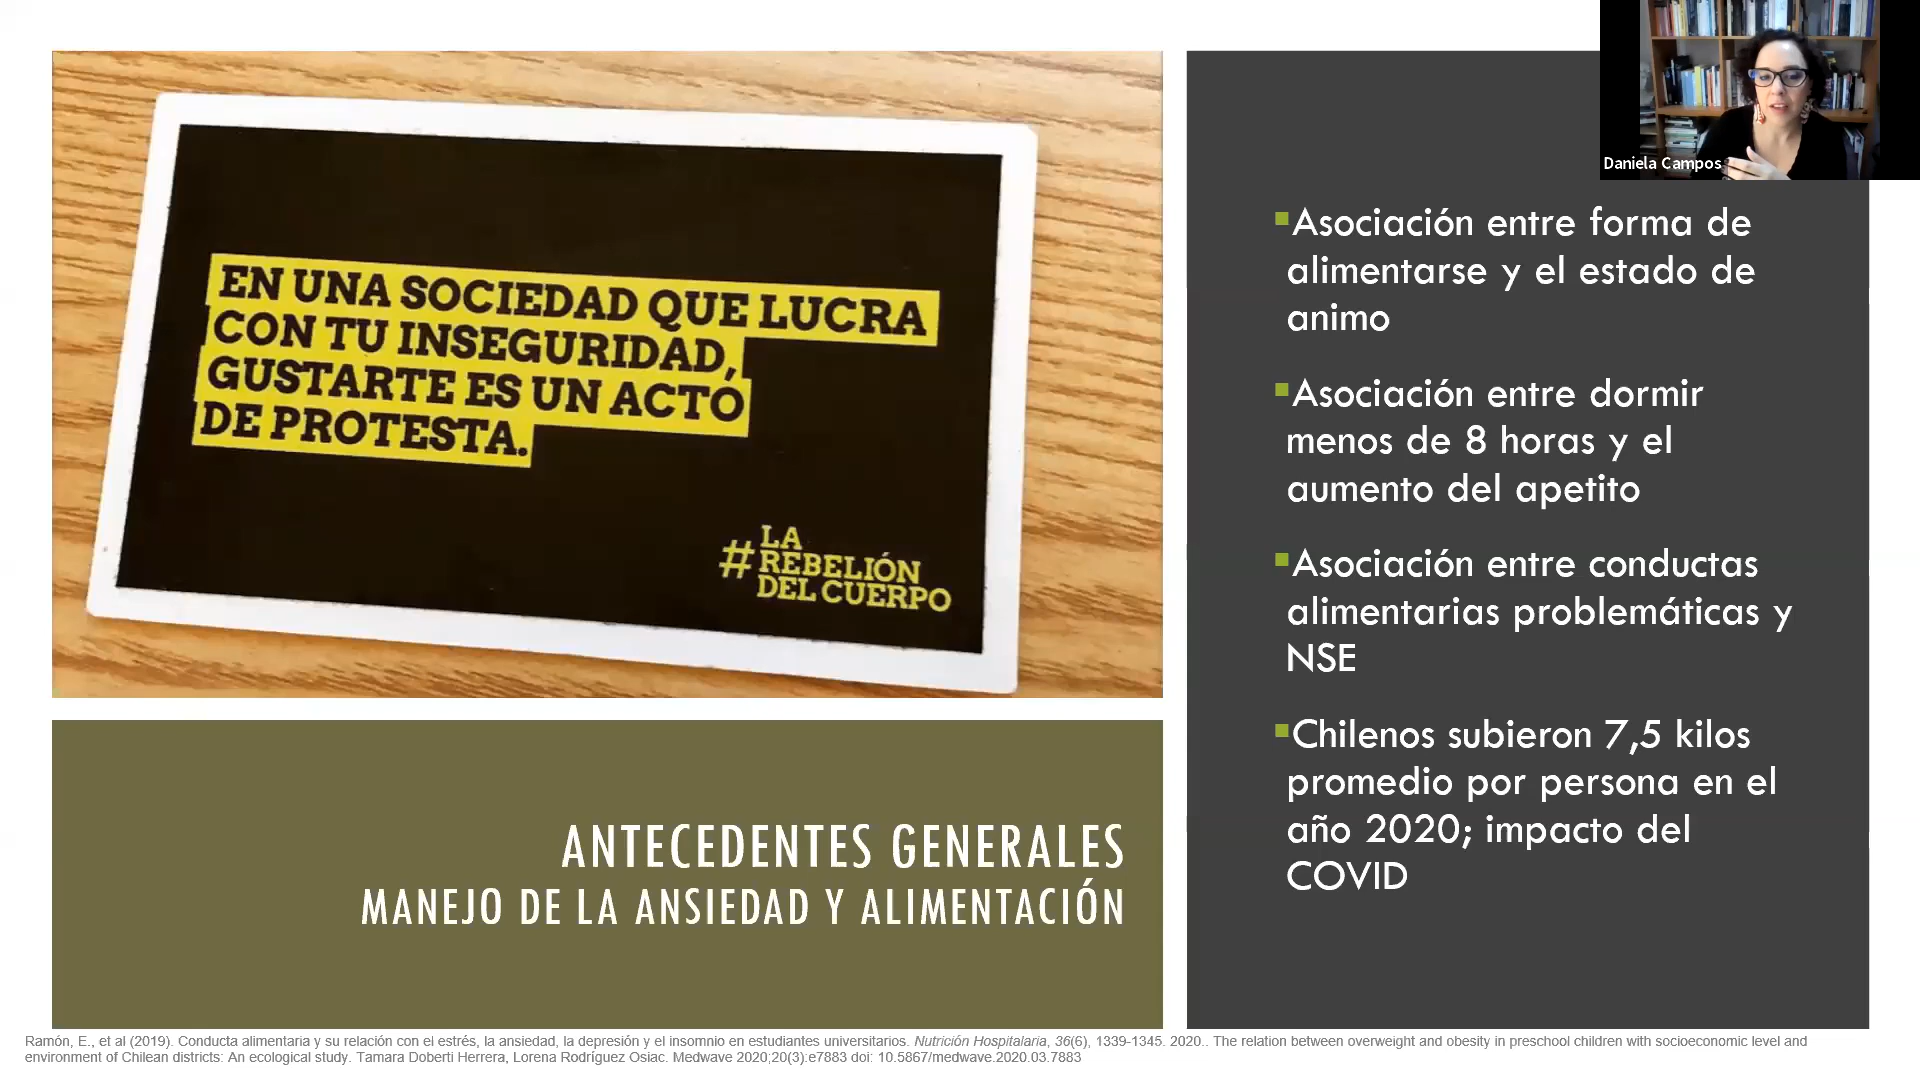 EN UNA SOCIEDAD QUE LUCRA
CON TU INSEGURIDAD,
GUSTARTE ES UN ACTO
DE PROTESTA.
#LA
REBELIÓN
DEL CUERPO
ANTECEDENTES GENERALES
MANEJO DE LA ANSIEDAD Y ALIMENTACIÓN
Daniela Campos
▪Asociación entre forma de
alimentarse y el estado de
animo
▪Asociación entre dormir
menos de 8 horas y el
aumento del apetito
▪Asociación entre conductas
alimentarias problemáticas y
NSE
▪Chilenos subieron 7,5 kilos
promedio por persona en el
año 2020; impacto del
COVID
Ramón, E., et al (2019). Conducta alimentaria y su relación con el estrés, la ansiedad, la depresión y el insomnio en estudiantes universitarios. Nutrición Hospitalaria, 36(6), 1339-1345. 2020.. The relation between overweight and obesity in preschool children with socioeconomic level and
environment of Chilean districts: An ecological study. Tamara Doberti Herrera, Lorena Rodríguez Osiac. Medwave 2020;20(3):e7883 doi: 10.5867/medwave.2020.03.7883